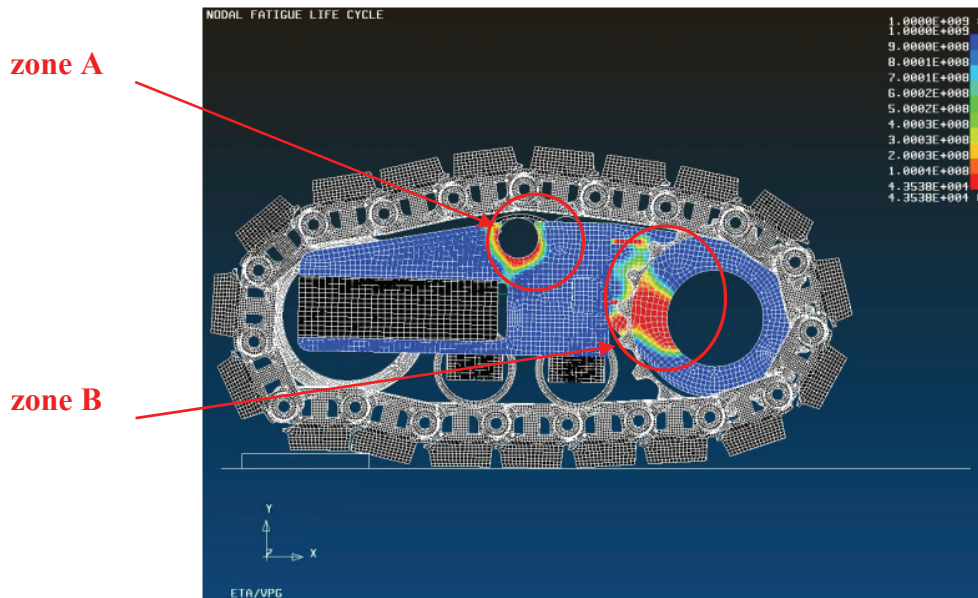 NODAL FATIGUE LIFE CYCLE
zone A
zone B
1.0000E+009
1.0000E+009
9.0000E+008
8.0001E+008
7.0001E+008
6.0002E+008
5.0002E+008
4.0003E+008
3.0003E+008
2.0003E+008
1.0004E+008
4.3538E+004
4.3538E+004
Y
Z
X
ETA/VPG